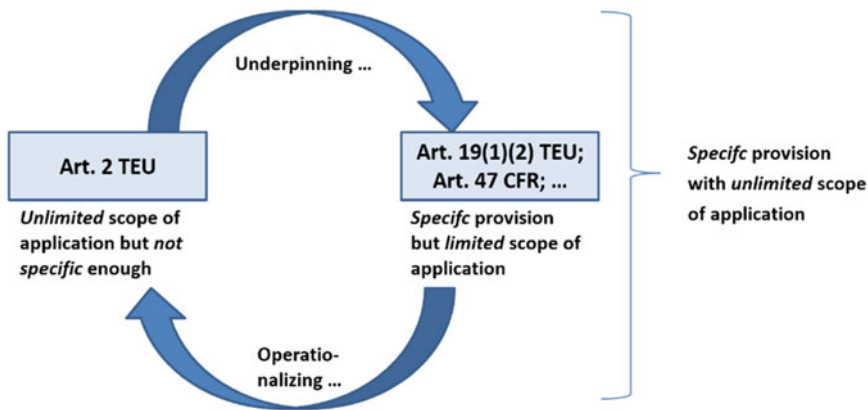 Underpinning ...
Art. 2 TEU
Unlimited scope of
application but not
specific enough
Art. 19(1)(2) TEU;
Art. 47 CFR; ...
Specifc provision
but limited scope of
application
Specifc provision
with unlimited scope
of application
Operatio-
nalizing ...